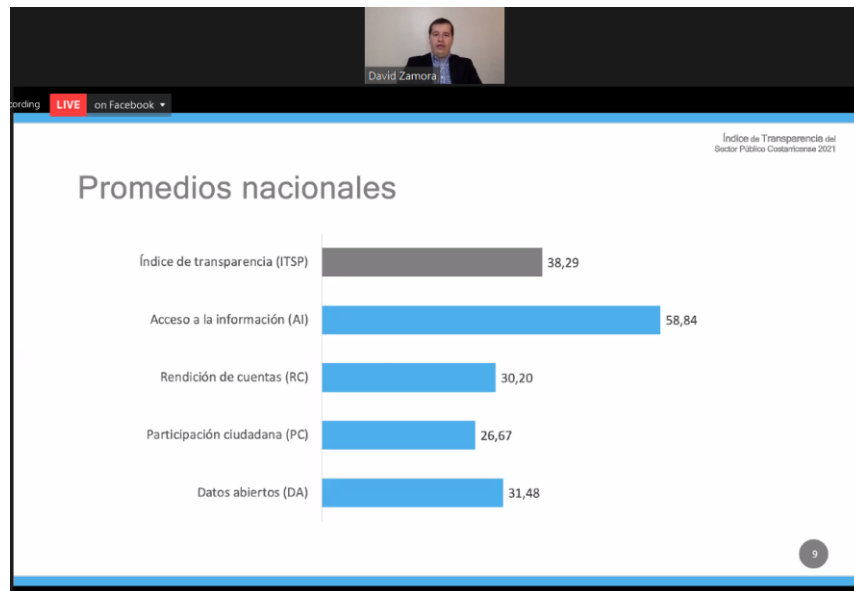 David Zamora
ording LIVE on Facebook
Índice de Transparencia del
Sector Público Costarricense 2021
Promedios nacionales
Índice de transparencia (ITSP) 38,29
Acceso a la información (AI) 58,84
Rendición de cuentas (RC) 30,20
Participación ciudadana (PC) 26,67
Datos abiertos (DA) 31,48
9